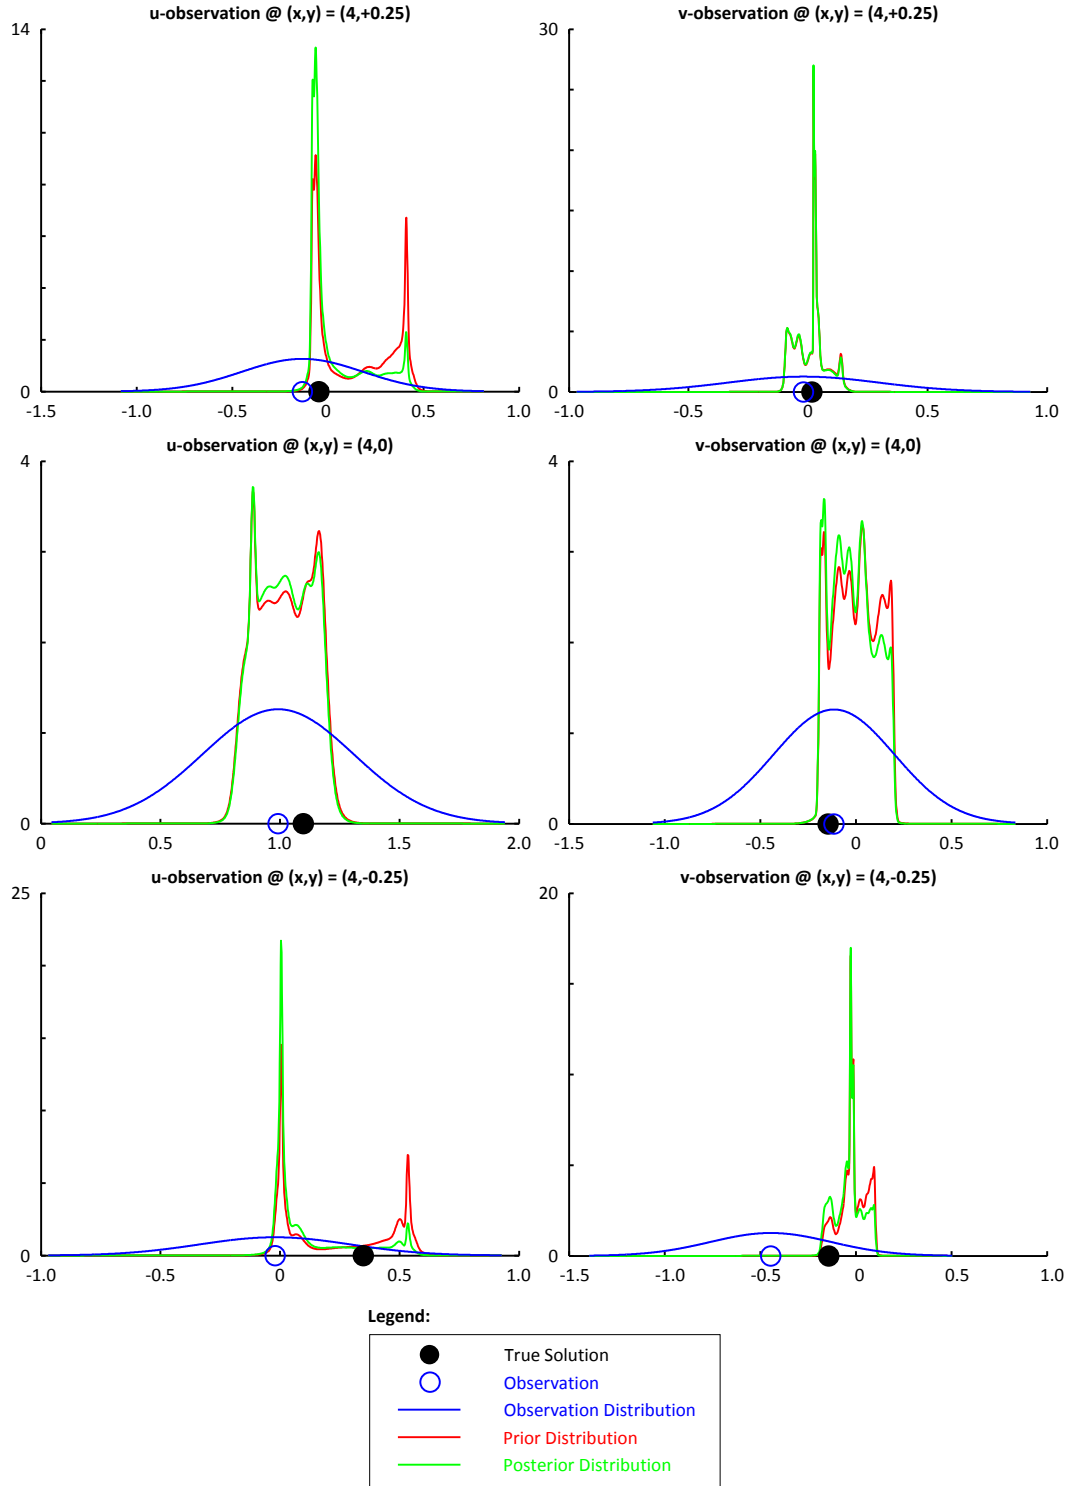 u-observation @ (x,y) = (4,+0.25)
14
0
-1.5 -1.0 -0.5 0 0.5 1.0
v-observation @ (x,y) = (4,+0.25)
30
0
-1.0 -0.5 0 0.5 1.0
u-observation @ (x,y) = (4,0)
4
0
0 0.5 1.0 1.5 2.0
v-observation @ (x,y) = (4,0)
4
0
-1.5 -1.0 -0.5 0 0.5 1.0
u-observation @ (x,y) = (4,-0.25)
25
0
-1.0 -0.5 0 0.5 1.0
v-observation @ (x,y) = (4,-0.25)
20
0
-1.5 -1.0 -0.5 0 0.5 1.0
Legend:
True Solution
Observation
Observation Distribution
Prior Distribution
Posterior Distribution